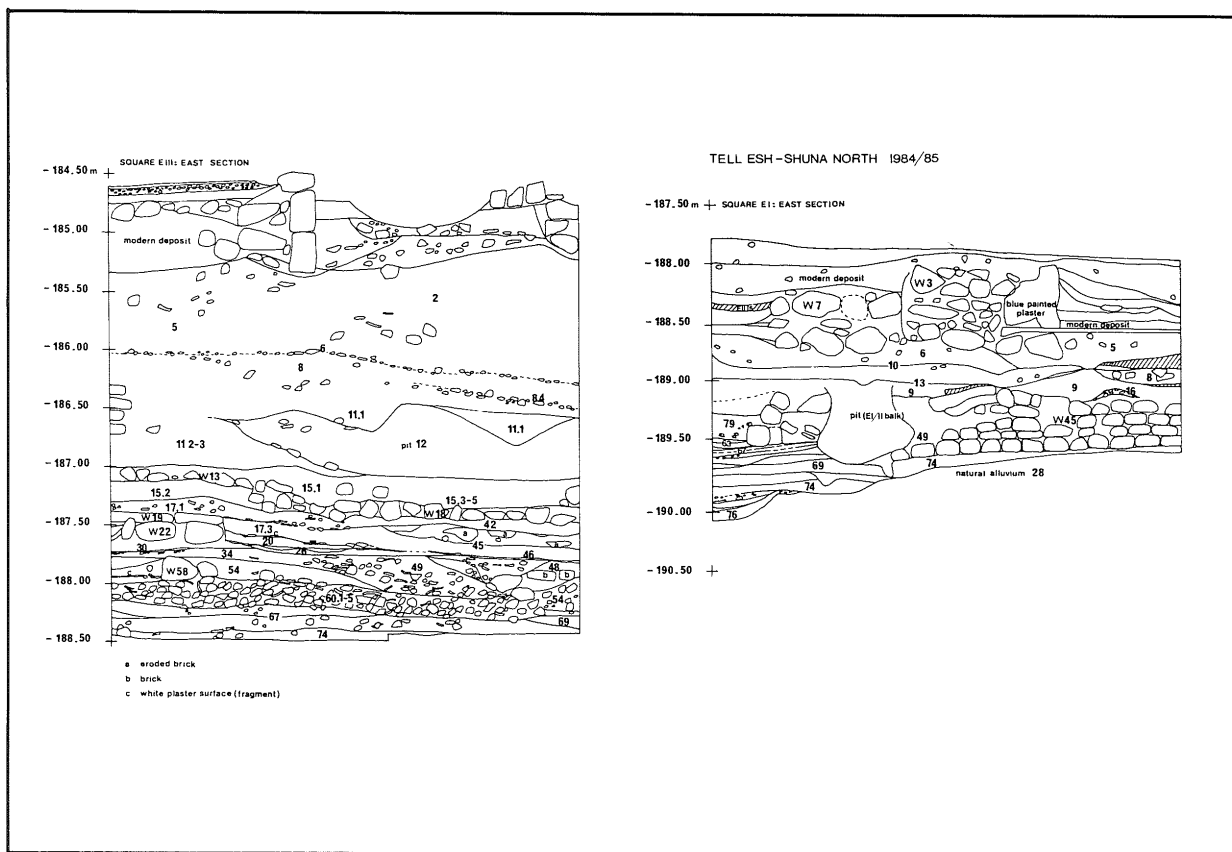 TELL ESH-SHUNA NORTH 1984/85
SQUARE EIII: EAST SECTION
- 184.50 m
- 185.00
- 185.50
- 186.00
- 186.50
- 187.00
- 187.50
- 188.00
- 188.50
modern deposit
2
5
6
8
8.4
11.1
11.1
11 2-3
pit 12
W13
15.2
15.1
15.3-5
17.1
W18
W19
42
W22
17.3
c
a
a
20
45
a
30
26
46
34
49
48
c
W58
54
b
b
60.1-5
54
67
69
74
a eroded brick
b brick
c white plaster surface (fragment)
- 187.50 m
SQUARE EI: EAST SECTION
- 188.00
- 188.50
- 189.00
- 189.50
- 190.00
- 190.50
modern deposit
W3
W7
blue painted
plaster
modern deposit
6
5
10
8
13
9
9
16
79
pit (EI/II balk)
W45
49
69
74
natural alluvium 28
74
76